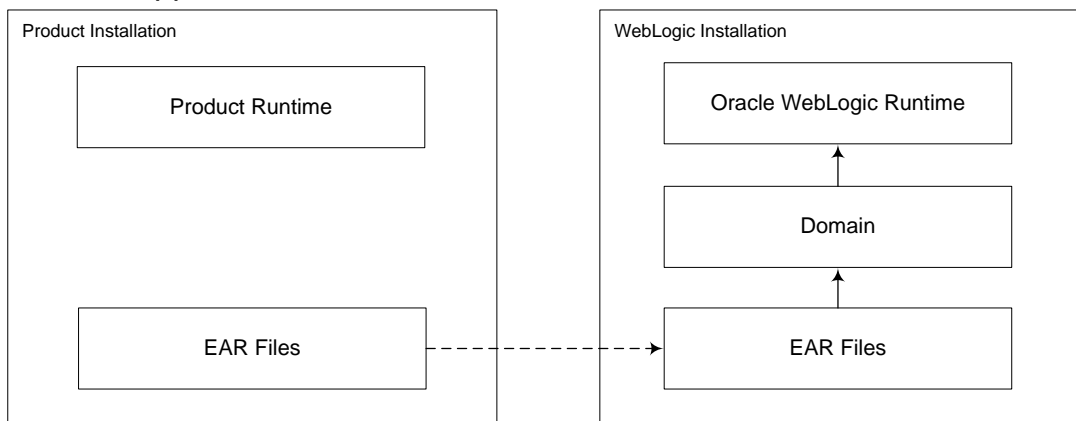 Product Installation
Product Runtime
EAR Files
WebLogic Installation
Oracle WebLogic Runtime
Domain
EAR Files